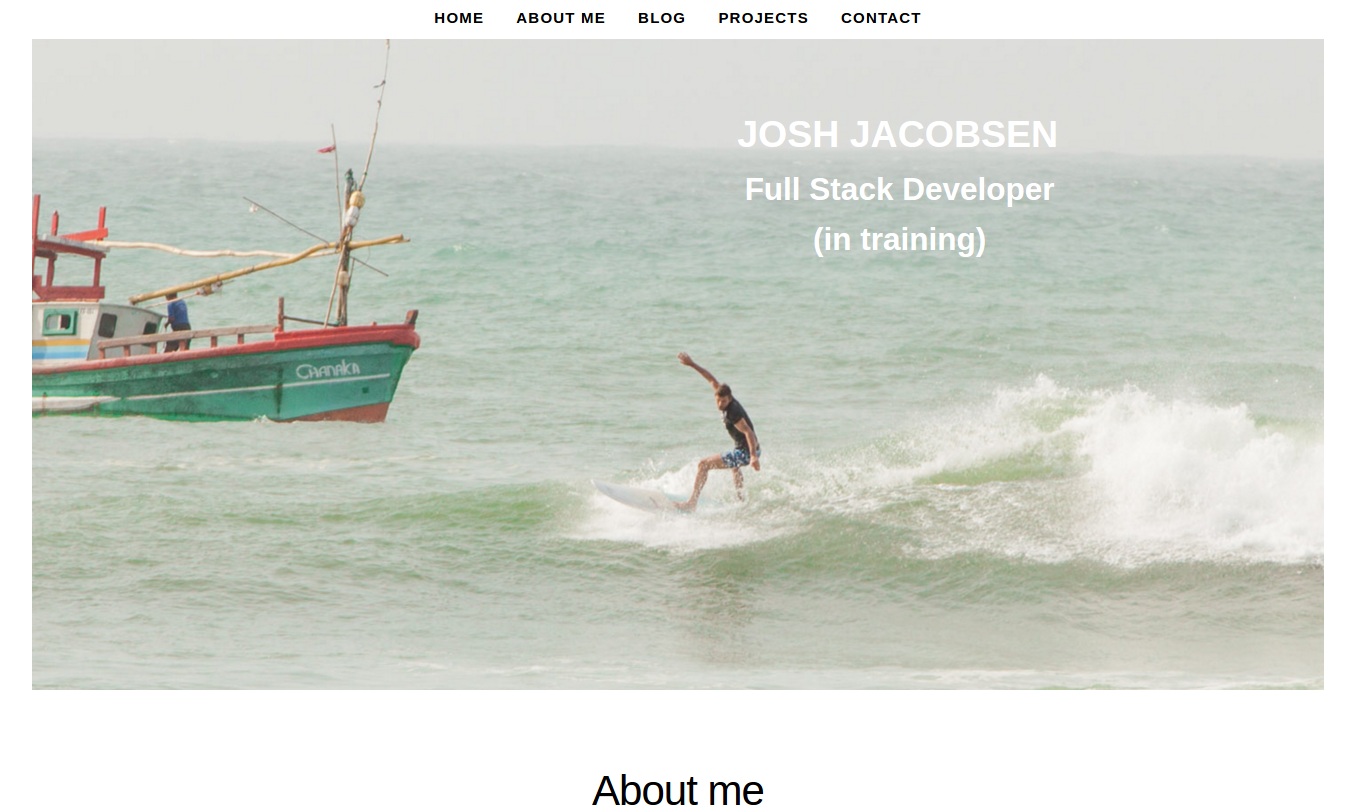 HOME ABOUT ME BLOG PROJECTS CONTACT
JOSH JACOBSEN
Full Stack Developer
(in training)
CHANAKA
About me